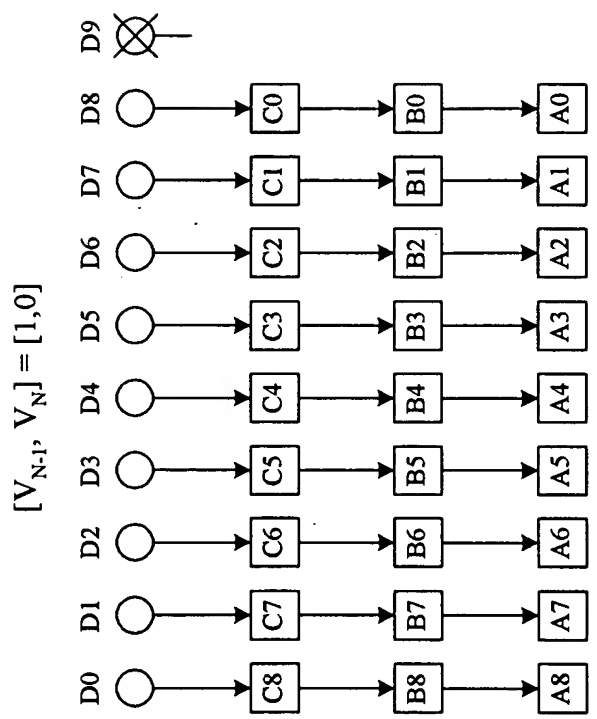 [V_{N-1}, V_N] = [1,0]
D0 D1 D2 D3 D4 D5 D6 D7 D8 D9
C8 C7 C6 C5 C4 C3 C2 C1 C0
B8 B7 B6 B5 B4 B3 B2 B1 B0
A8 A7 A6 A5 A4 A3 A2 A1 A0